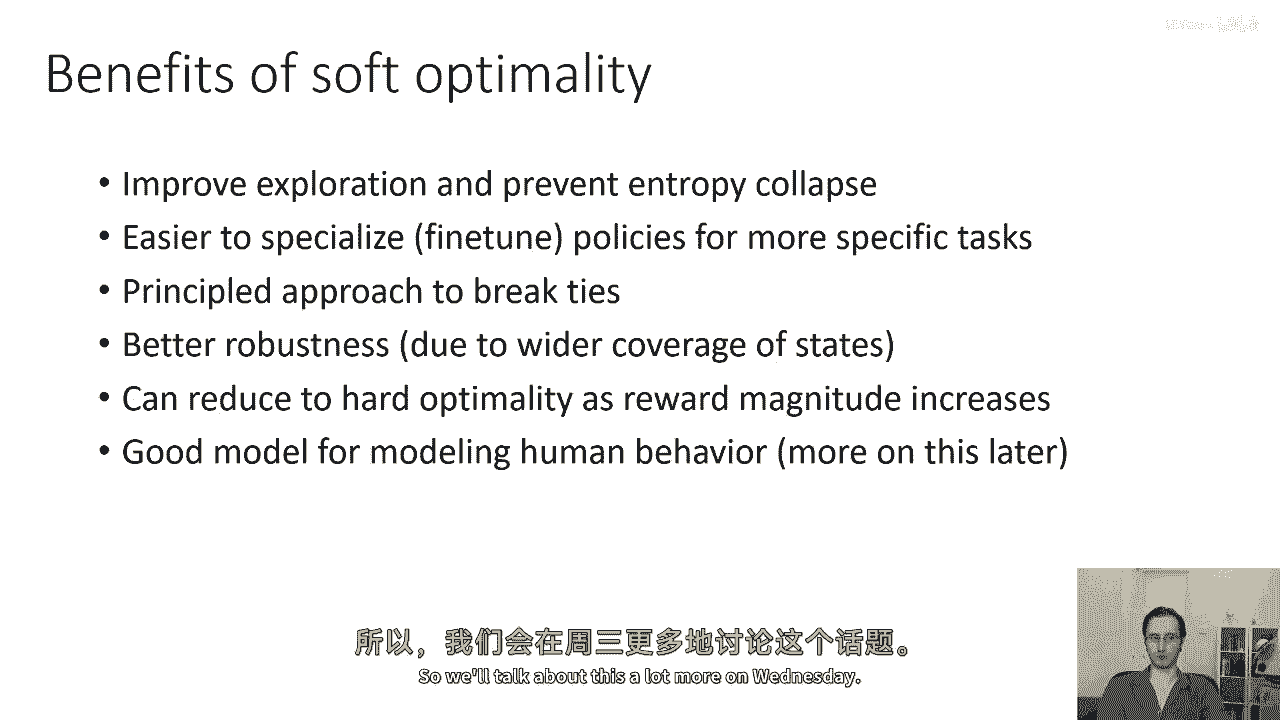 Benefits of soft optimality
• Improve exploration and prevent entropy collapse
• Easier to specialize (finetune) policies for more specific tasks
• Principled approach to break ties
• Better robustness (due to wider coverage of states)
• Can reduce to hard optimality as reward magnitude increases
• Good model for modeling human behavior (more on this later)
所以，我们会在周三更多地讨论这个话题。
So we'll talk about this a lot more on Wednesday.